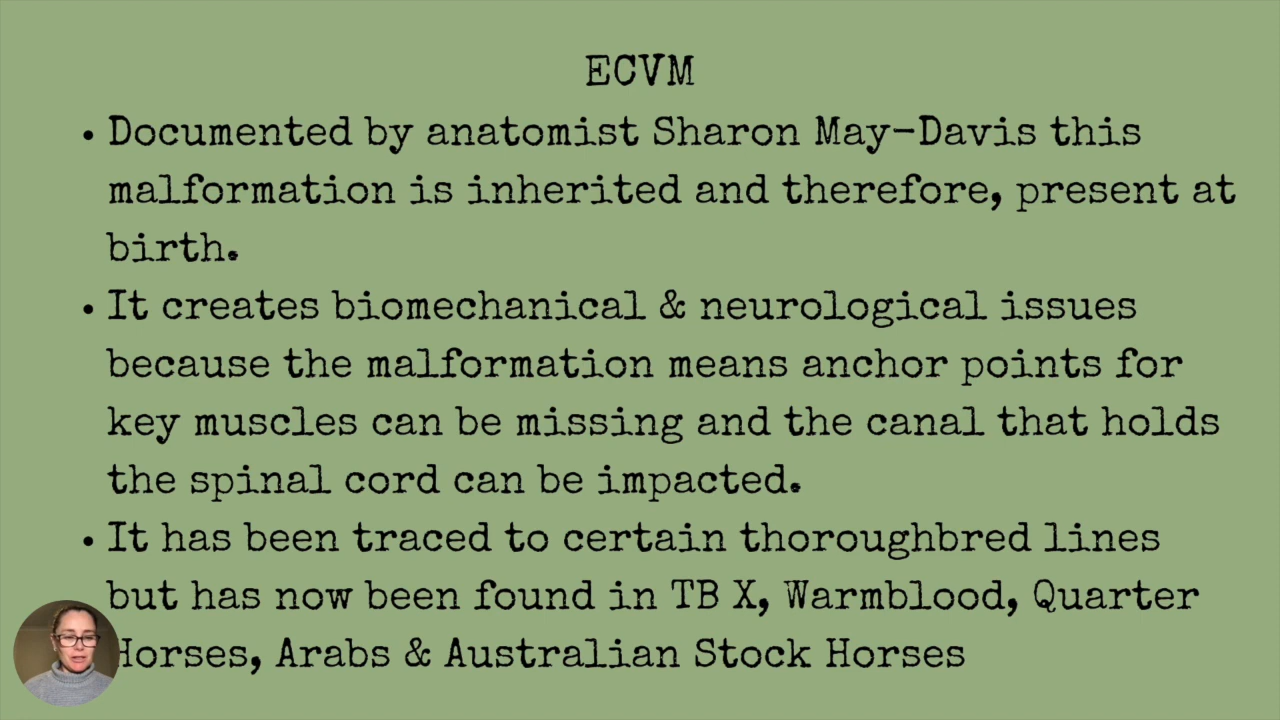 ECVM
• Documented by anatomist Sharon May-Davis this
malformation is inherited and therefore, present at
birth.
• It creates biomechanical & neurological issues
because the malformation means anchor points for
key muscles can be missing and the canal that holds
the spinal cord can be impacted.
• It has been traced to certain thoroughbred lines
but has now been found in TB X, Warmblood, Quarter
Horses, Arabs & Australian Stock Horses